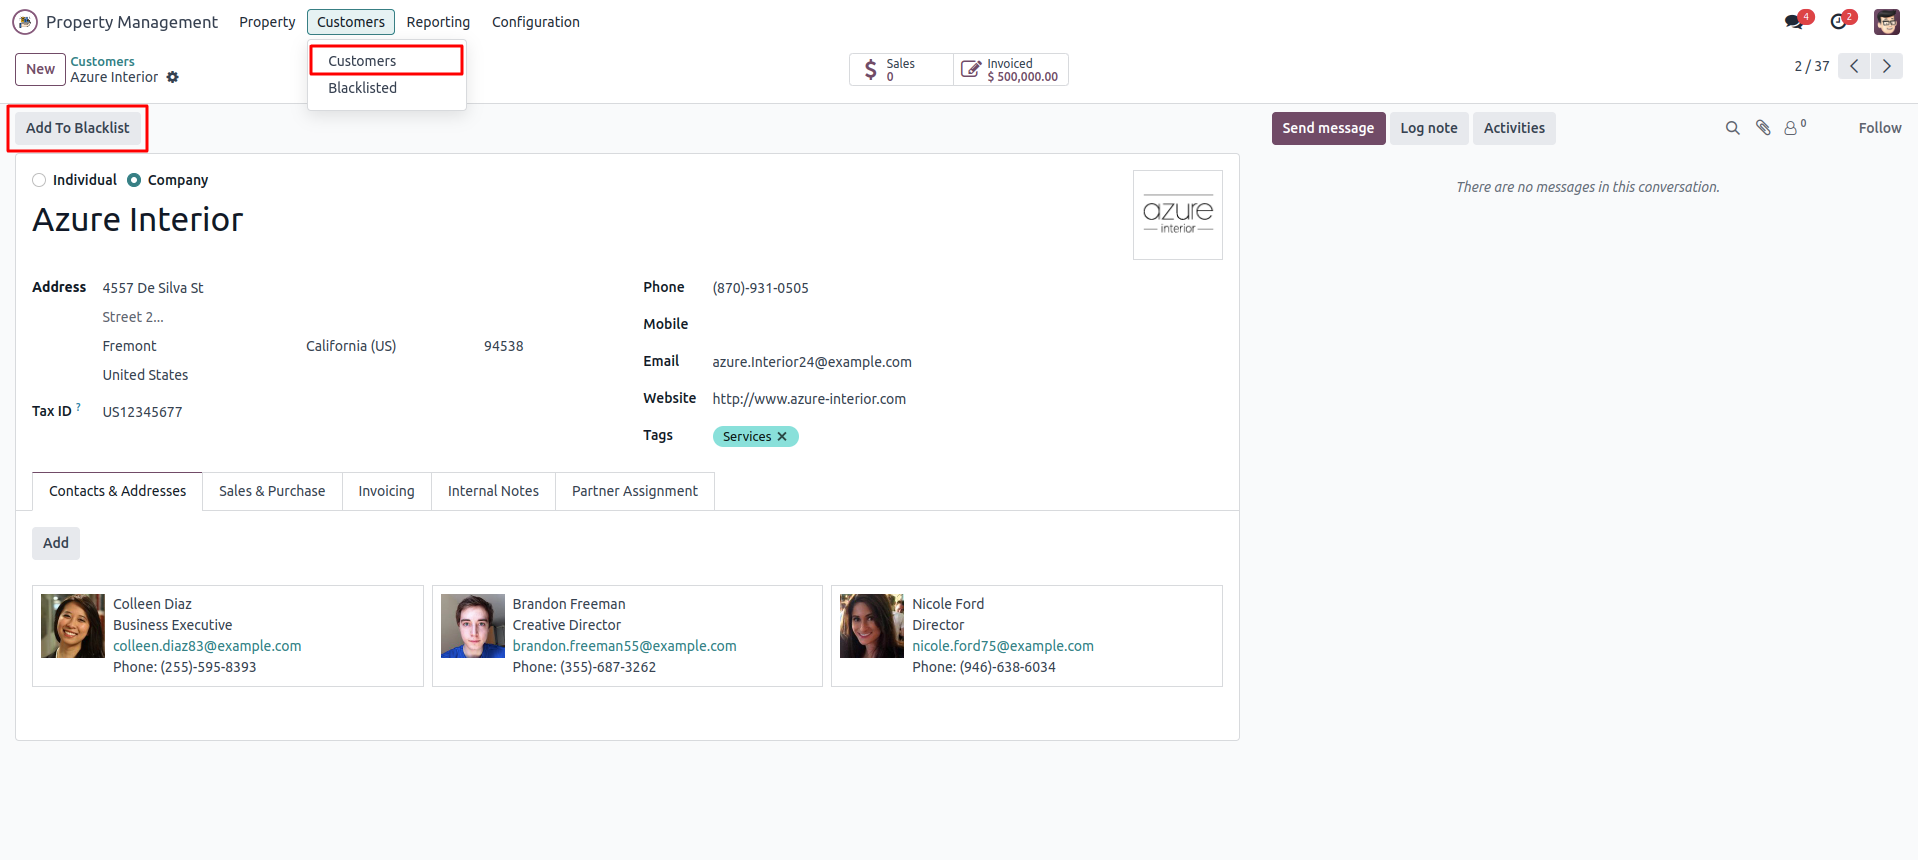 Property Management Property Customers Reporting Configuration 4 2
New Customers
Azure Interior
Customers
Blacklisted
Sales
0
Invoiced
$ 500,000.00
2 / 37
Add To Blacklist
Send message Log note Activities 0 Follow
There are no messages in this conversation.
Individual Company
Azure Interior
azure
interior
Address 4557 De Silva St
Street 2...
Fremont California (US) 94538
United States
Tax ID ? US12345677
Phone (870)-931-0505
Mobile
Email azure.Interior24@example.com
Website http://www.azure-interior.com
Tags Services
Contacts & Addresses Sales & Purchase Invoicing Internal Notes Partner Assignment
Add
Colleen Diaz
Business Executive
colleen.diaz83@example.com
Phone: (255)-595-8393
Brandon Freeman
Creative Director
brandon.freeman55@example.com
Phone: (355)-687-3262
Nicole Ford
Director
nicole.ford75@example.com
Phone: (946)-638-6034